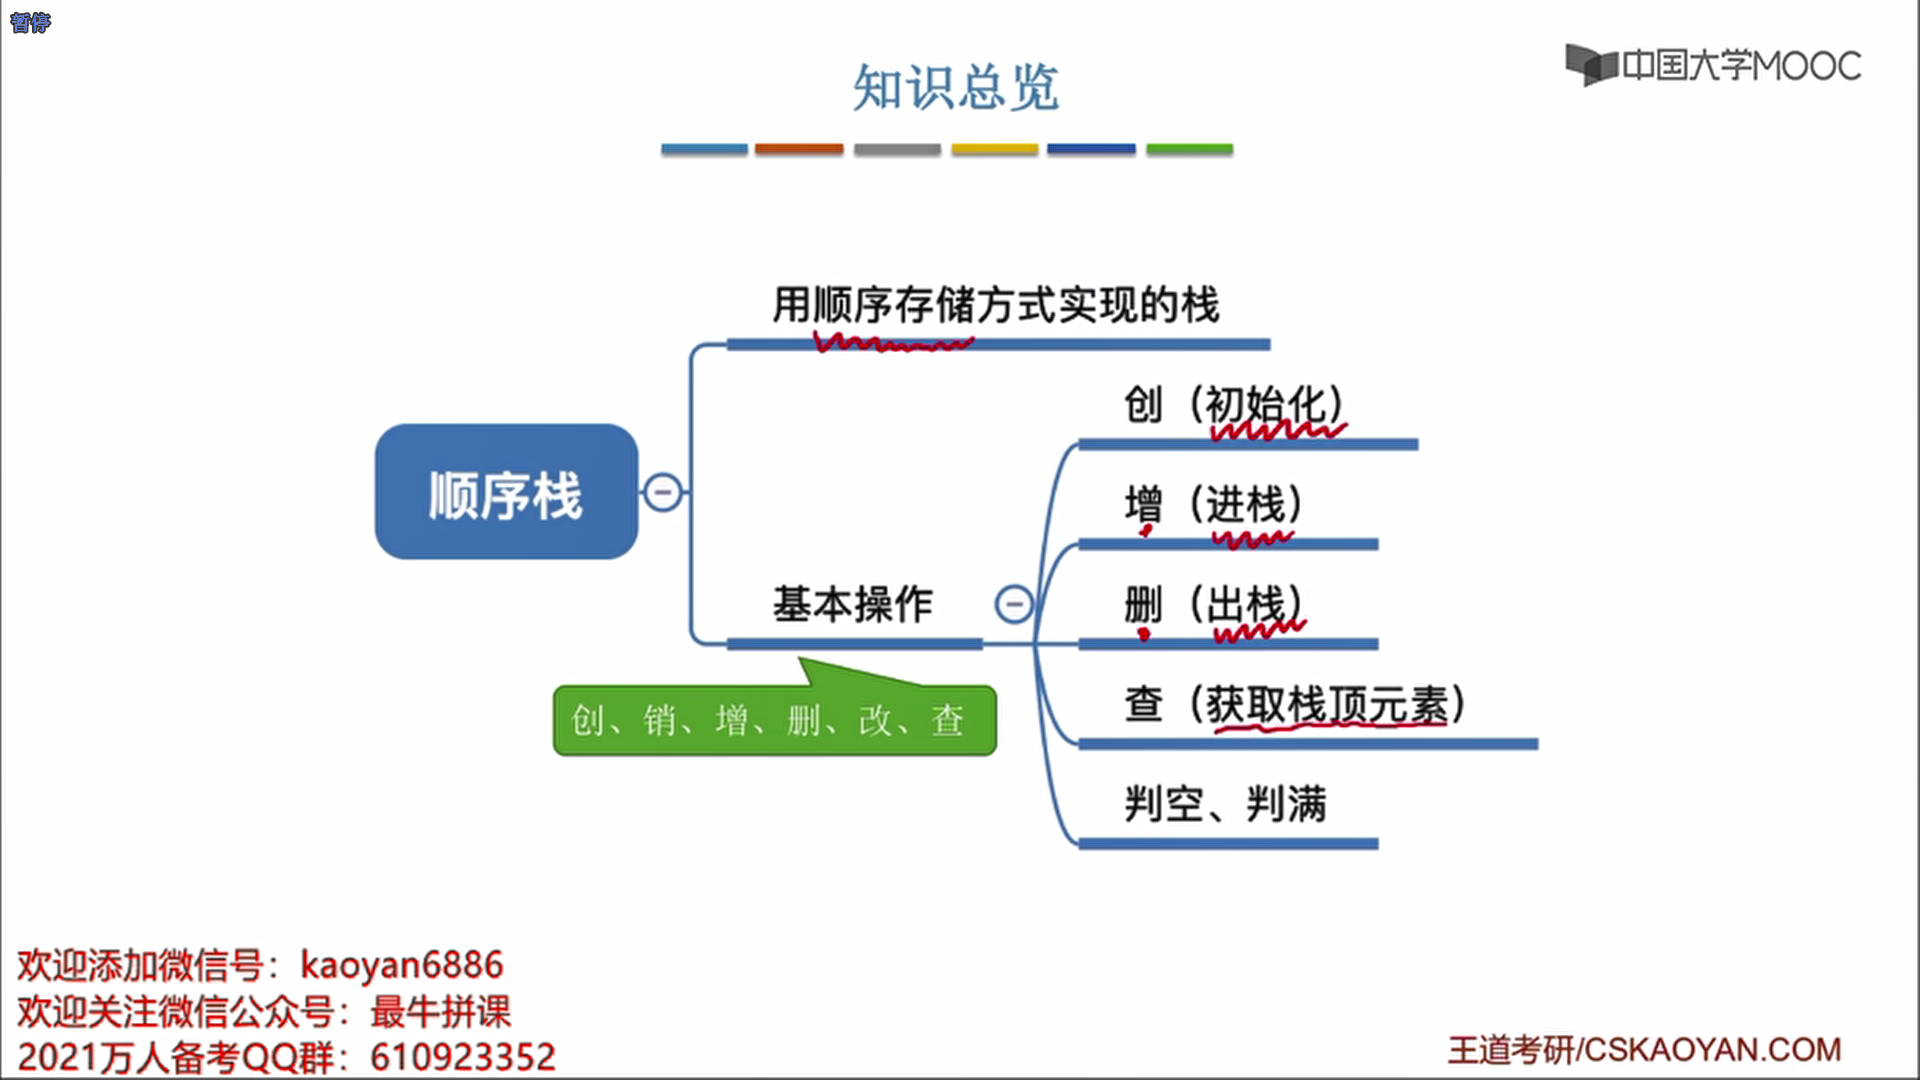 暂停
知识总览
中国大学MOOC
用顺序存储方式实现的栈
创（初始化）
顺序栈
增（进栈）
基本操作
删（出栈）
创、销、增、删、改、查
查（获取栈顶元素）
判空、判满
欢迎添加微信号：kaoyan6886
欢迎关注微信公众号：最牛拼课
2021万人备考QQ群：610923352
王道考研/CSKAOYAN.COM